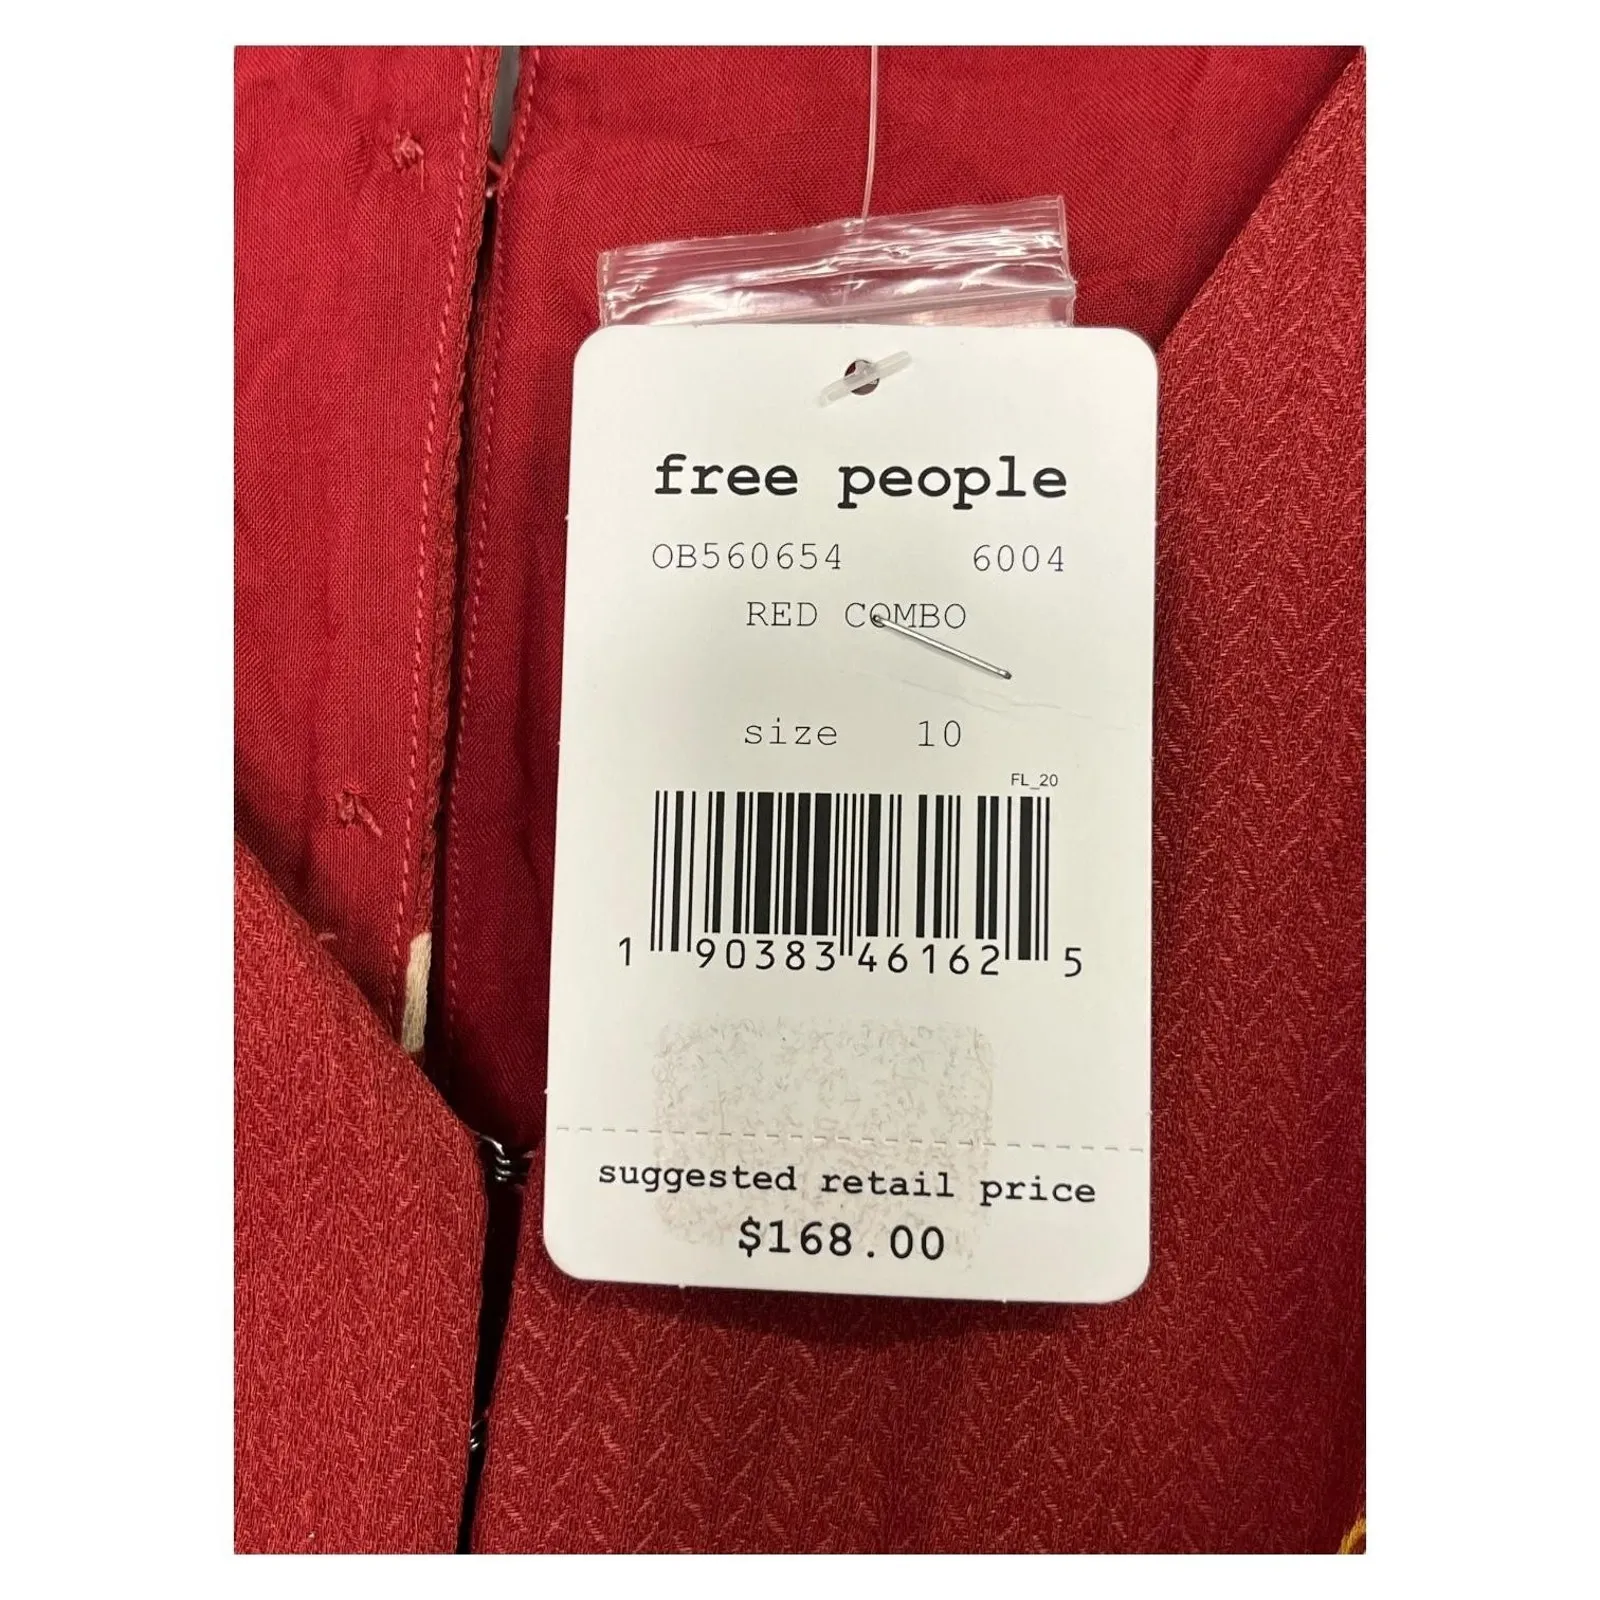 free people
OB560654 6004
RED COMBO
size 10
FL_20
1 90383 46162 5
suggested retail price
$168.00